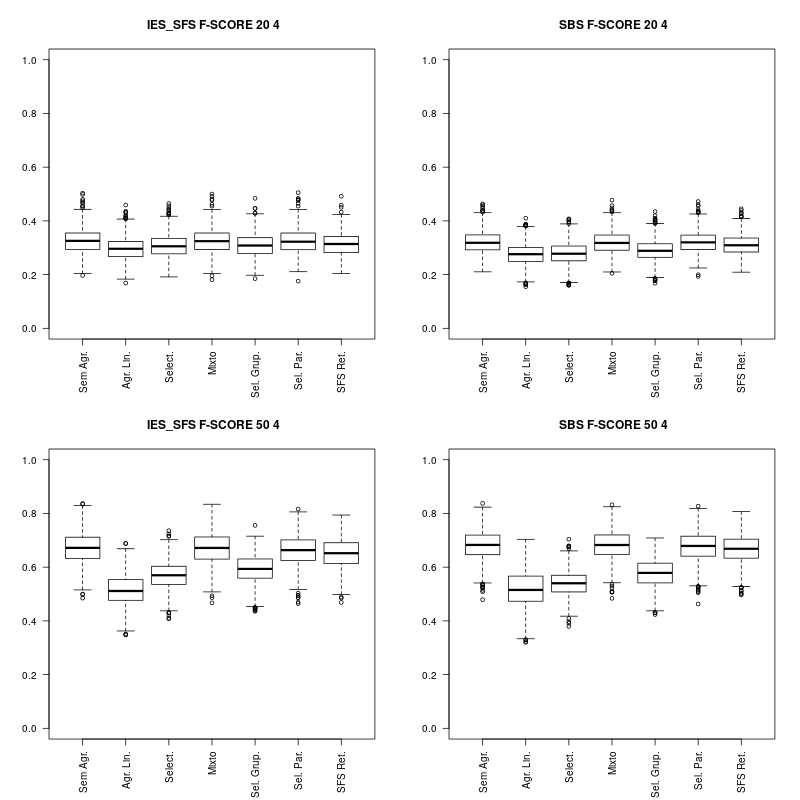 IES_SFS F-SCORE 20 4
1.0
0.8
0.6
0.4
0.2
0.0
Sem Agr.
Agr. Lin.
Select.
Mixto
Sel. Grup.
Sel. Par.
SFS Ret.
SBS F-SCORE 20 4
1.0
0.8
0.6
0.4
0.2
0.0
Sem Agr.
Agr. Lin.
Select.
Mixto
Sel. Grup.
Sel. Par.
SFS Ret.
IES_SFS F-SCORE 50 4
1.0
0.8
0.6
0.4
0.2
0.0
Sem Agr.
Agr. Lin.
Select.
Mixto
Sel. Grup.
Sel. Par.
SFS Ret.
SBS F-SCORE 50 4
1.0
0.8
0.6
0.4
0.2
0.0
Sem Agr.
Agr. Lin.
Select.
Mixto
Sel. Grup.
Sel. Par.
SFS Ret.